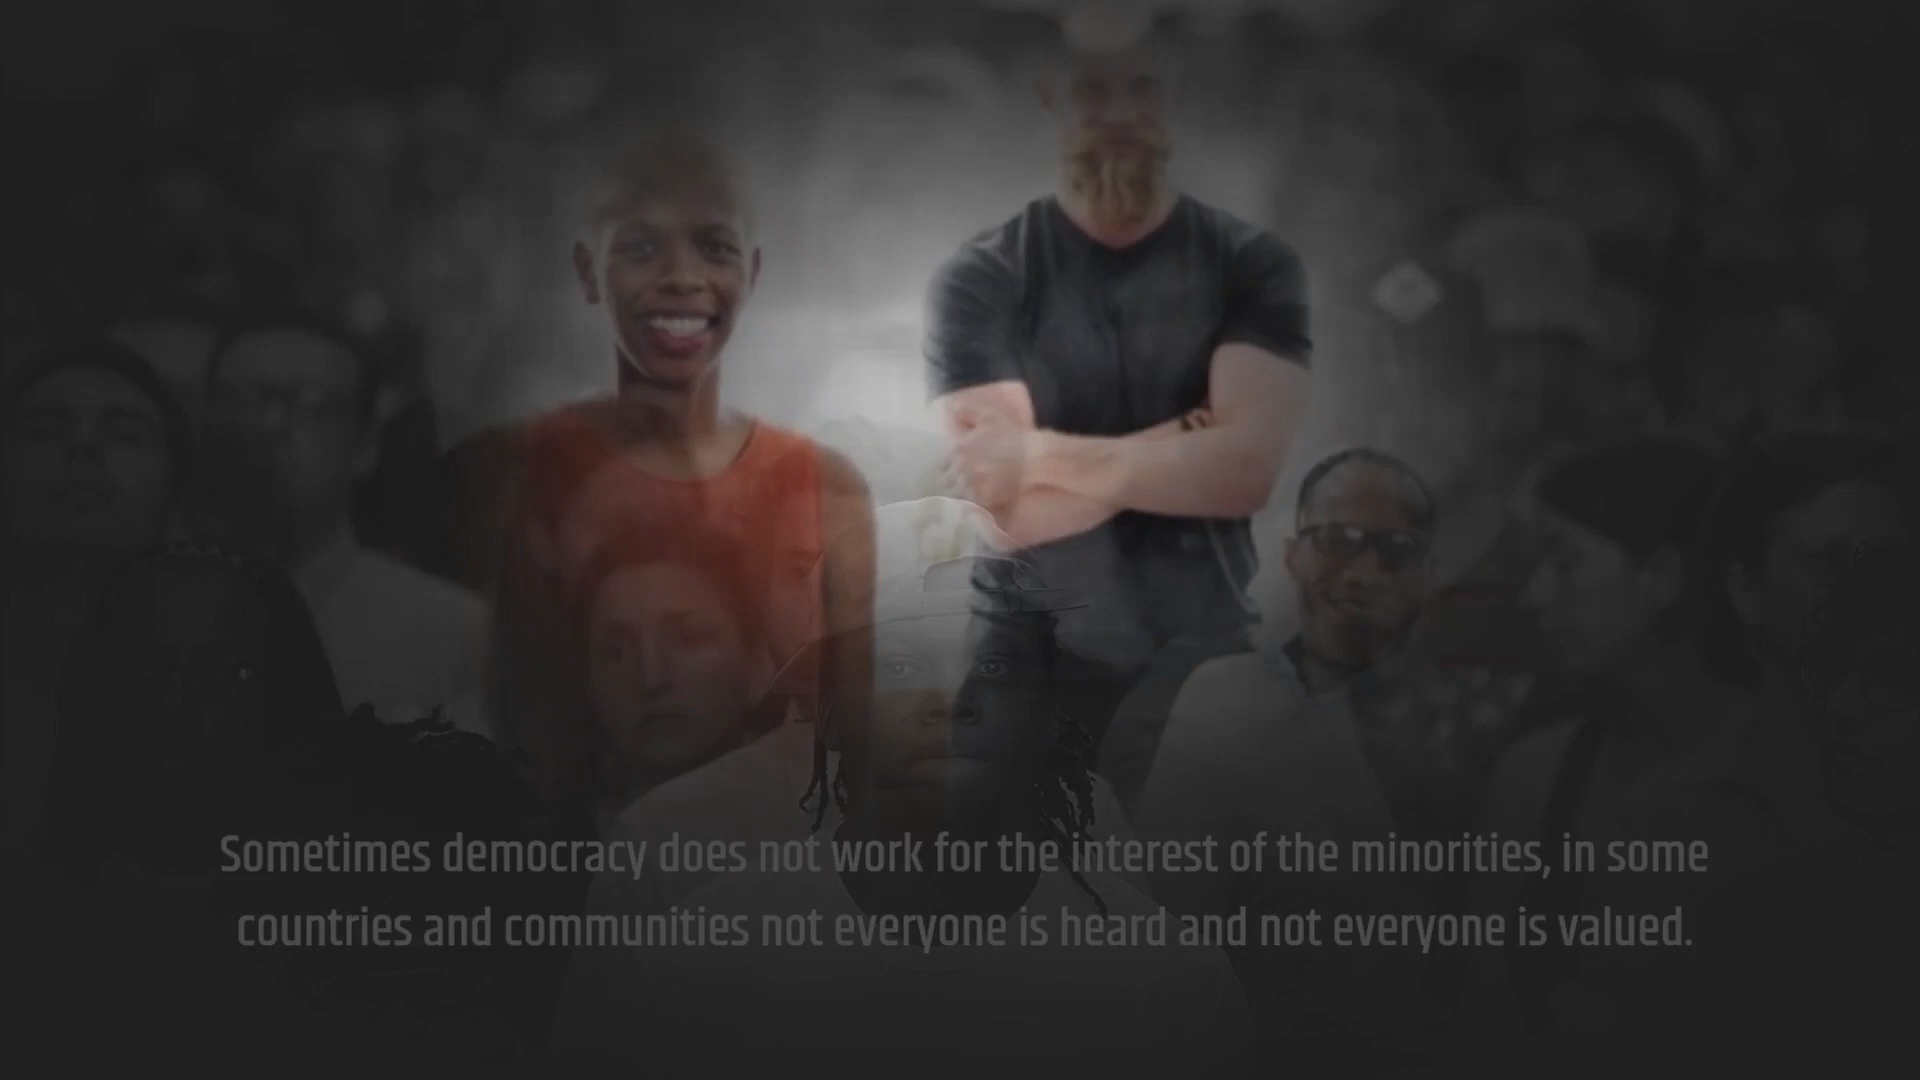 Sometimes democracy does not work for the interest of the minorities, in some
countries and communities not everyone is heard and not everyone is valued.